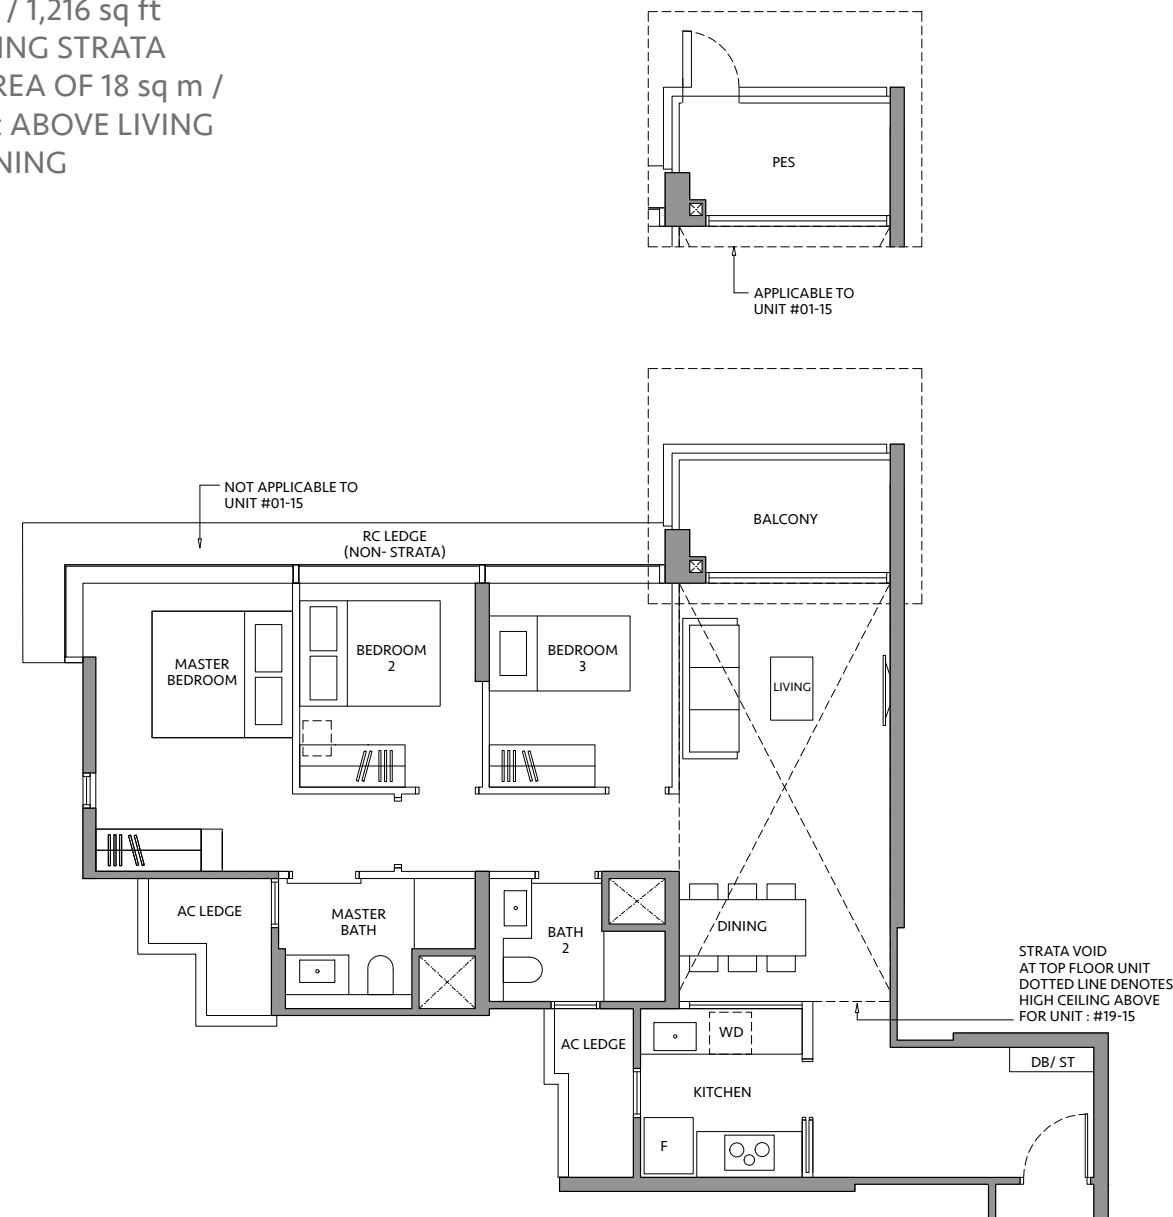 / 1,216 sq ft
ING STRATA
REA OF 18 sq m /
ABOVE LIVING
NING
PES
APPLICABLE TO
UNIT #01-15
NOT APPLICABLE TO
UNIT #01-15
RC LEDGE
(NON- STRATA)
BALCONY
MASTER
BEDROOM
BEDROOM
2
BEDROOM
3
LIVING
AC LEDGE
MASTER
BATH
BATH
2
DINING
STRATA VOID
AT TOP FLOOR UNIT
DOTTED LINE DENOTES
HIGH CEILING ABOVE
FOR UNIT : #19-15
AC LEDGE
WD
DB/ ST
KITCHEN
F